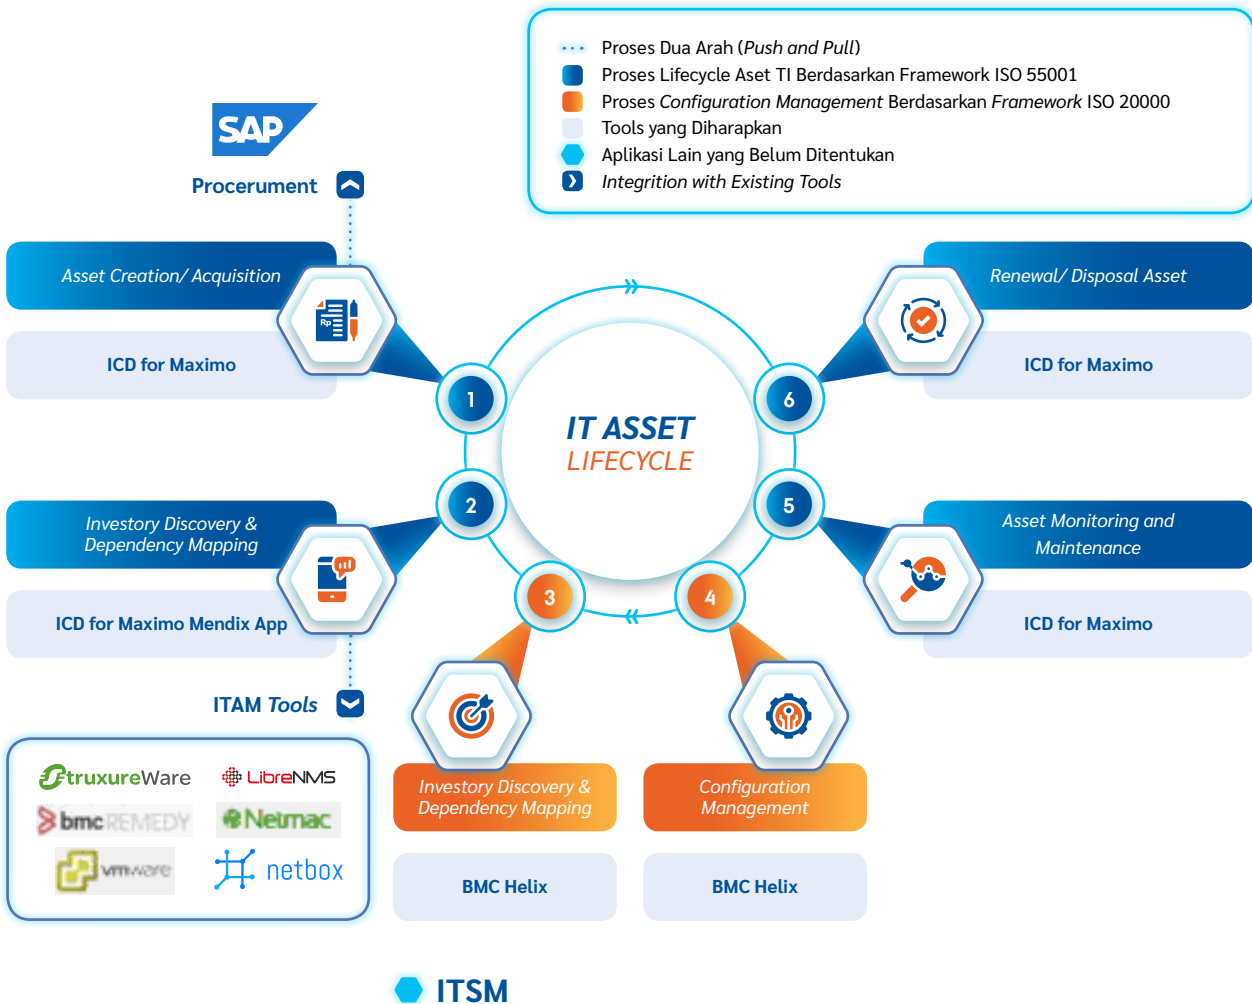 Proses Dua Arah (Push and Pull)
Proses Lifecycle Aset TI Berdasarkan Framework ISO 55001
Proses Configuration Management Berdasarkan Framework ISO 20000
Tools yang Diharapkan
Aplikasi Lain yang Belum Ditentukan
Integrition with Existing Tools
SAP
Procerument
Asset Creation/ Acquisition
Rp
ICD for Maximo
1
Investory Discovery &
Dependency Mapping
ICD for Maximo Mendix App
2
ITAM Tools
StruxureWare
LibreNMS
bmc REMEDY
Netmac
vmware
netbox
IT ASSET
LIFECYCLE
3
Investory Discovery &
Dependency Mapping
BMC Helix
4
Configuration
Management
BMC Helix
5
Asset Monitoring and
Maintenance
ICD for Maximo
6
Renewal/ Disposal Asset
ICD for Maximo
ITSM